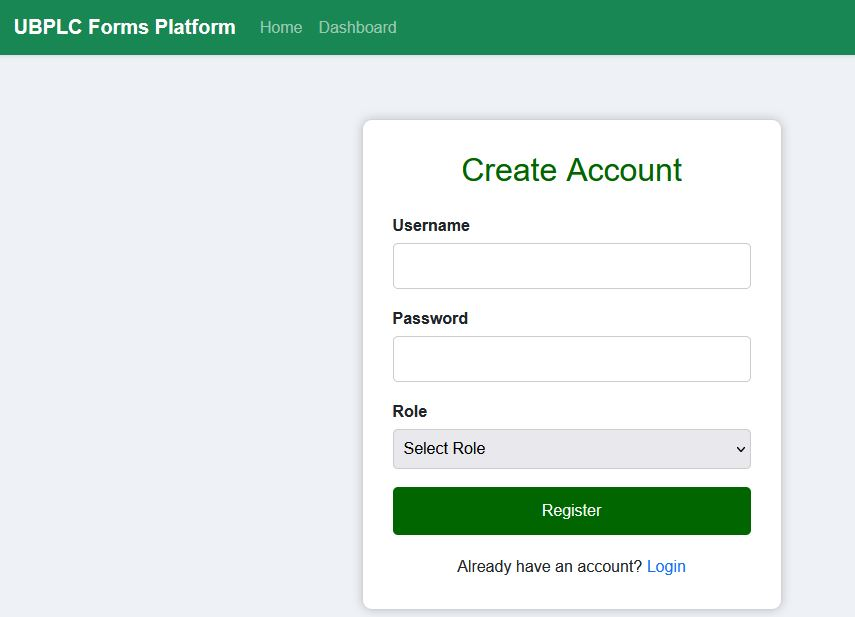 UBPLC Forms Platform Home Dashboard
Create Account
Username
Password
Role
Select Role
Register
Already have an account? Login